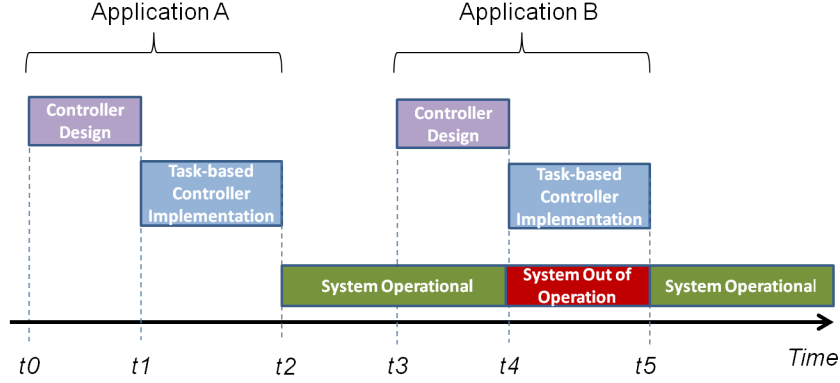 Application A
Application B
Controller
Design
Controller
Design
Task-based
Controller
Implementation
Task-based
Controller
Implementation
System Operational
System Out of
Operation
System Operational
t0
t1
t2
t3
t4
t5
Time